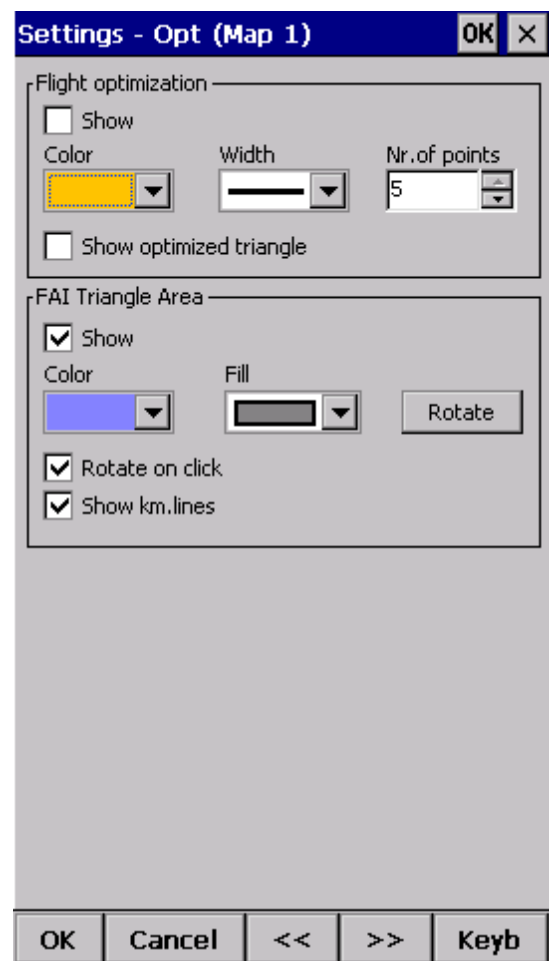 Settings - Opt (Map 1) OK ×
Flight optimization
Show
Color Width Nr.of points
5
Show optimized triangle
FAI Triangle Area
Show
Color Fill
Rotate
Rotate on click
Show km.lines
OK Cancel << >> Keyb